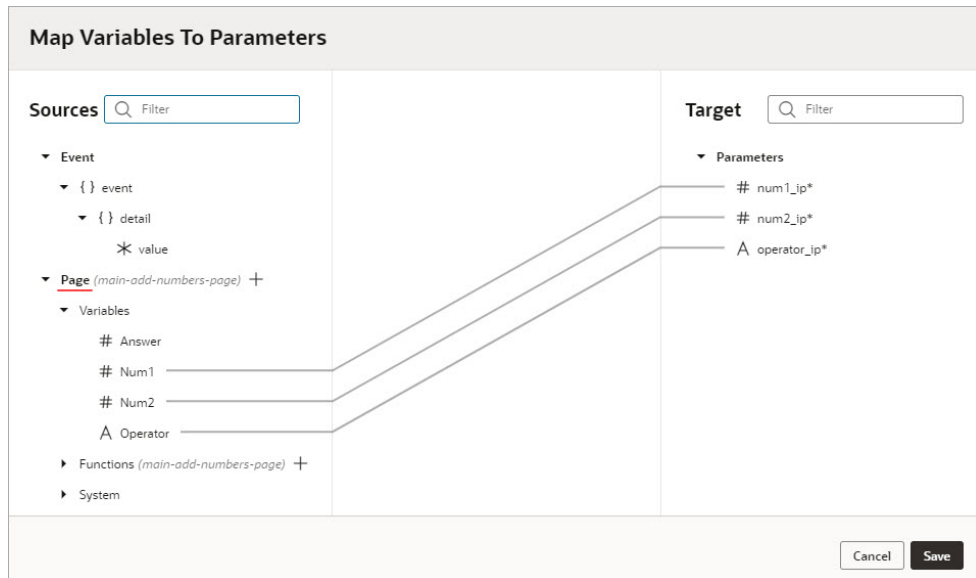 Map Variables To Parameters
Sources
Filter
Event
{ } event
{ } detail
value
Page (main-add-numbers-page) +
Variables
# Answer
# Num1
# Num2
A Operator
Functions (main-add-numbers-page) +
System
Target
Filter
Parameters
# num1_ip*
# num2_ip*
A operator_ip*
Cancel
Save